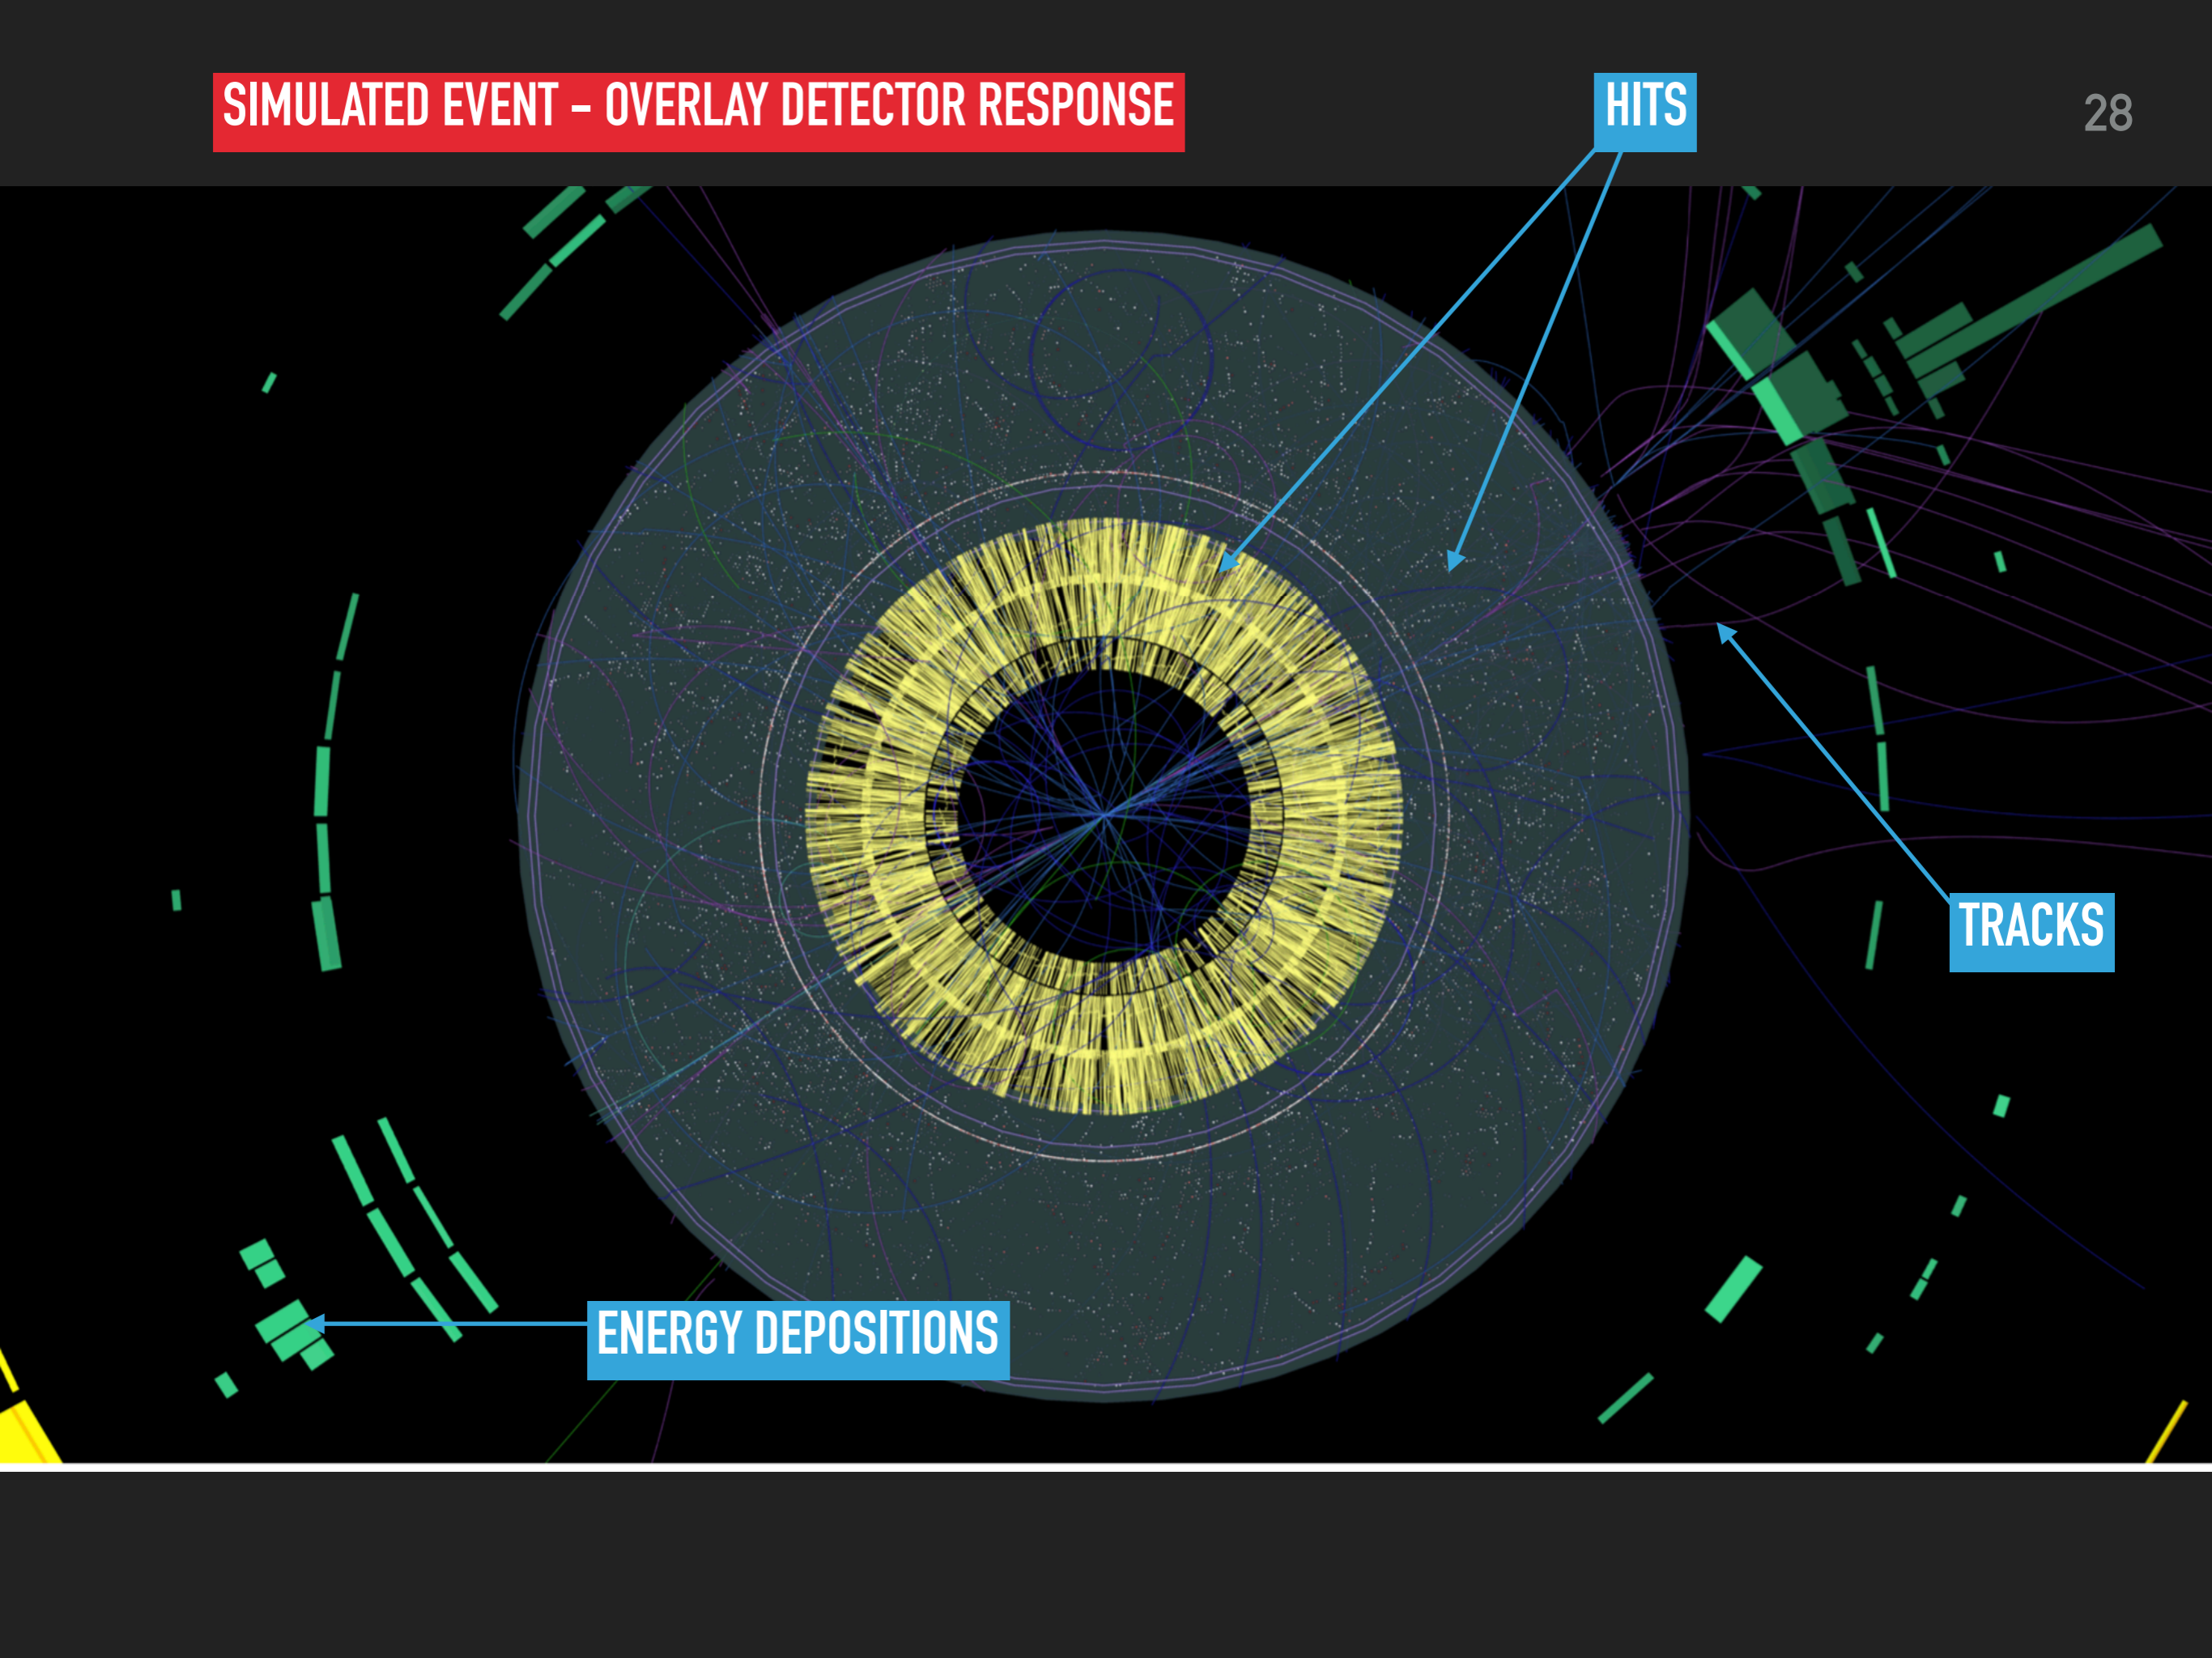 SIMULATED EVENT – OVERLAY DETECTOR RESPONSE
HITS
28
TRACKS
ENERGY DEPOSITIONS